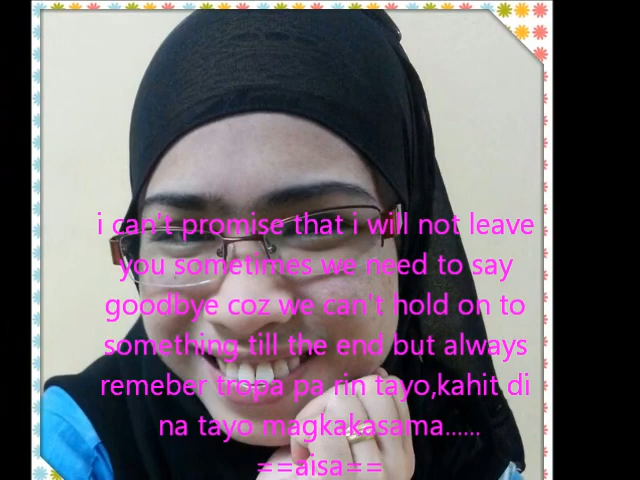 i can't promise that i will not leave
you sometimes we need to say
goodbye coz we can't hold on to
something till the end but always
remeber tropa pa rin tayo,kahit di
na tayo magkakasama......
==aisa==